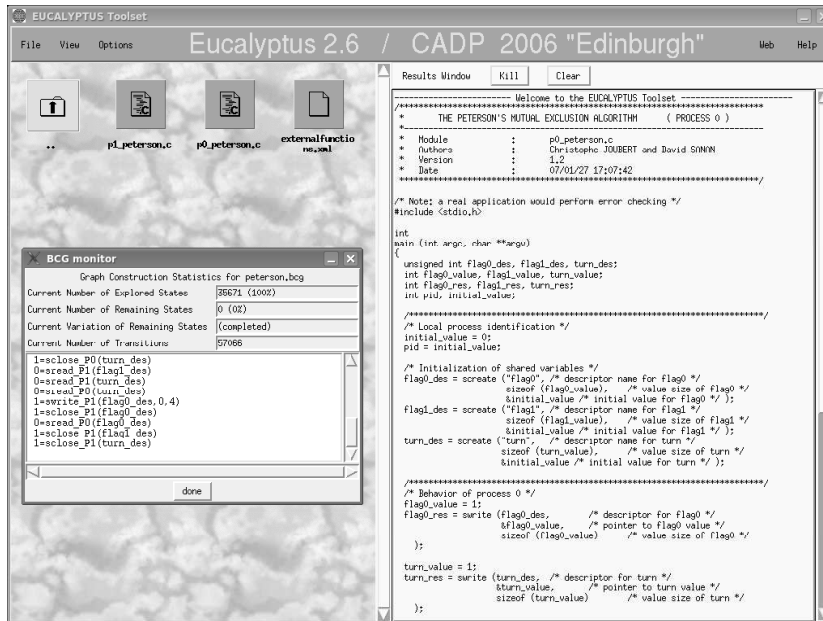 EUCALYPTUS Toolset
File View Options Eucalyptus 2.6 / CADP 2006 "Edinburgh" Web Help
..
p1_peterson.c
p0_peterson.c
externalfunctio
ns.xml
BCG monitor
Graph Construction Statistics for peterson.bcg
Current Number of Explored States 35671 (100%)
Current Number of Remaining States 0 (0%)
Current Variation of Remaining States (completed)
Current Number of Transitions 57066
1=sclose_P0(turn_des)
0=sread_P1(flag1_des)
0=sread_P1(turn_des)
0=sread_P0(turn_des)
1=swrite_P1(flag0_des,0,4)
1=sclose_P1(flag0_des)
0=sread_P0(flag0_des)
1=sclose_P1(flag1_des)
1=sclose_P1(turn_des)
done
Results Window Kill Clear
----------------------- Welcome to the EUCALYPTUS Toolset -----------------------
/***************************************************************************
* THE PETERSON'S MUTUAL EXCLUSION ALGORITHM ( PROCESS 0 )
*---------------------------------------------------------------------------
* Module : p0_peterson.c
* Authors : Christophe JOUBERT and David SANAN
* Version : 1.2
* Date : 07/01/27 17:07:42
***************************************************************************/
/* Note: a real application would perform error checking */
#include <stdio.h>
int
main (int argc, char **argv)
{
unsigned int flag0_des, flag1_des, turn_des;
int flag0_value, flag1_value, turn_value;
int flag0_res, flag1_res, turn_res;
int pid, initial_value;
/*************************************************************************/
/* Local process identification */
initial_value = 0;
pid = initial_value;
/* Initialization of shared variables */
flag0_des = screate ("flag0", /* descriptor name for flag0 */
sizeof (flag0_value), /* value size of flag0 */
&initial_value /* initial value for flag0 */ );
flag1_des = screate ("flag1", /* descriptor name for flag1 */
sizeof (flag1_value), /* value size of flag1 */
&initial_value /* initial value for flag1 */ );
turn_des = screate ("turn", /* descriptor name for turn */
sizeof (turn_value), /* value size of turn */
&initial_value /* initial value for turn */ );
/*************************************************************************/
/* Behavior of process 0 */
flag0_value = 1;
flag0_res = swrite (flag0_des, /* descriptor for flag0 */
&flag0_value, /* pointer to flag0 value */
sizeof (flag0_value) /* value size of flag0 */
);
turn_value = 1;
turn_res = swrite (turn_des, /* descriptor for turn */
&turn_value, /* pointer to turn value */
sizeof (turn_value) /* value size of turn */
);